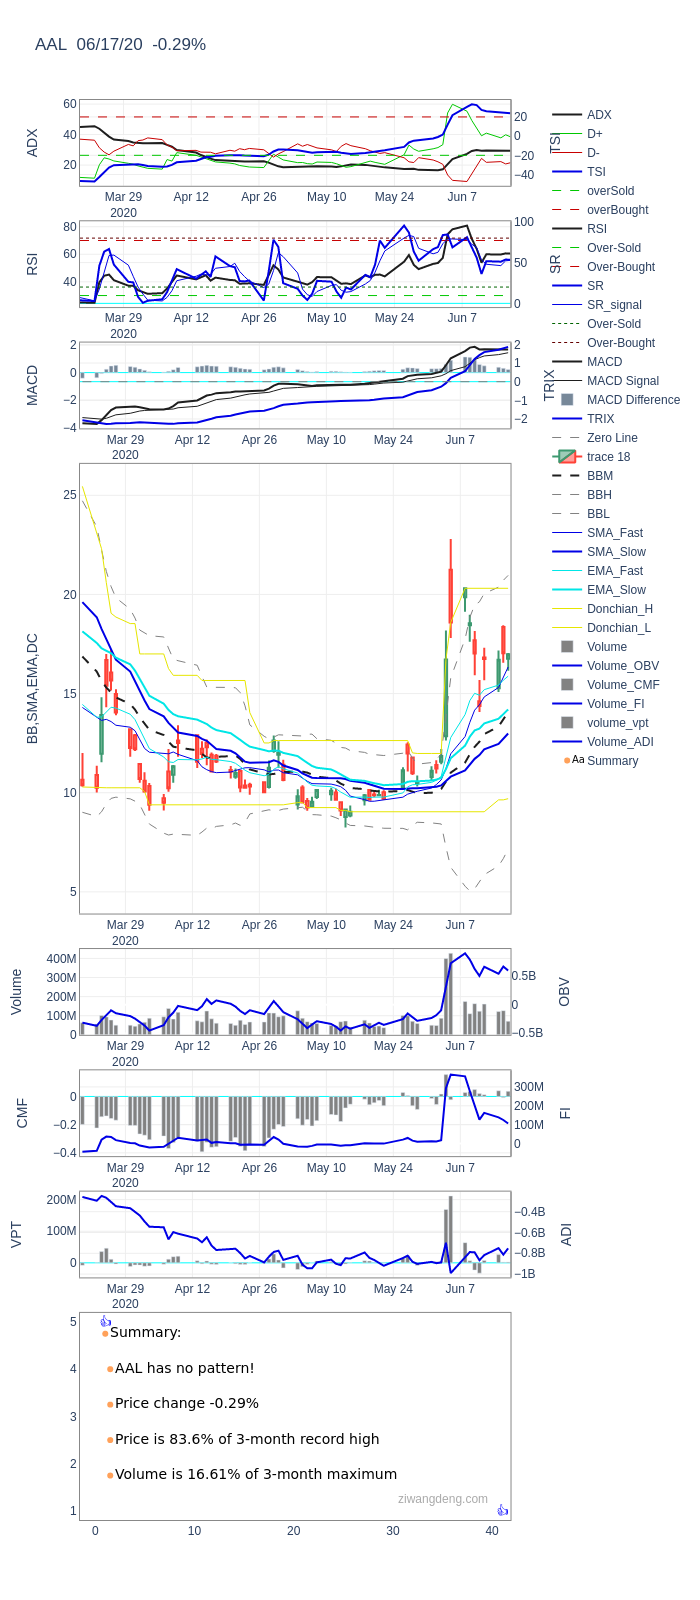 AAL  06/17/20  -0.29%
60
40
20
ADX
20
0
−20
−40
TSI
Mar 29
2020
Apr 12
Apr 26
May 10
May 24
Jun 7
80
60
40
RSI
100
50
0
SR
Mar 29
2020
Apr 12
Apr 26
May 10
May 24
Jun 7
2
0
−2
−4
MACD
2
1
0
−1
−2
TRIX
Mar 29
2020
Apr 12
Apr 26
May 10
May 24
Jun 7
25
20
15
10
5
BB,SMA,EMA,DC
Mar 29
2020
Apr 12
Apr 26
May 10
May 24
Jun 7
400M
300M
200M
100M
0
Volume
0.5B
0
−0.5B
OBV
Mar 29
2020
Apr 12
Apr 26
May 10
May 24
Jun 7
0
−0.2
−0.4
CMF
300M
200M
100M
0
FI
Mar 29
2020
Apr 12
Apr 26
May 10
May 24
Jun 7
200M
100M
0
VPT
−0.4B
−0.6B
−0.8B
−1B
ADI
Mar 29
2020
Apr 12
Apr 26
May 10
May 24
Jun 7
5
4
3
2
1
Summary:
AAL has no pattern!
Price change -0.29%
Price is 83.6% of 3-month record high
Volume is 16.61% of 3-month maximum
ziwangdeng.com
0
10
20
30
40
ADX
D+
D-
TSI
overSold
overBought
RSI
Over-Sold
Over-Bought
SR
SR_signal
Over-Sold
Over-Bought
MACD
MACD Signal
MACD Difference
TRIX
Zero Line
trace 18
BBM
BBH
BBL
SMA_Fast
SMA_Slow
EMA_Fast
EMA_Slow
Donchian_H
Donchian_L
Volume
Volume_OBV
Volume_CMF
Volume_FI
volume_vpt
Volume_ADI
Aa Summary